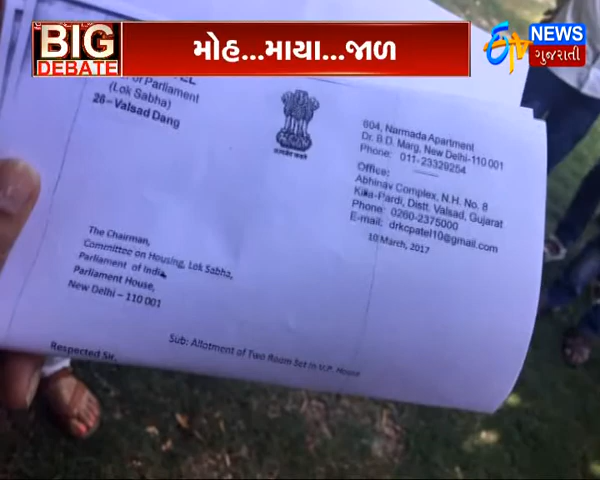 BIG
DEBATE
મોહ...માયા...જાળ
NEWS
ગુજરાતી
of Parliament
(Lok Sabha)
26 – Valsad Dang
604, Narmada Apartment
Dr. B.D. Marg, New Delhi-110 001
Phone: 011-23329254
Office:
Abhinav Complex, N.H. No. 8
Killa-Pardi, Distt. Valsad, Gujarat
Phone: 0260-2375000
E-mail: drkcpatel10@gmail.com
10 March, 2017
The Chairman,
Committee on Housing, Lok Sabha,
Parliament of India,
Parliament House,
New Delhi – 110 001
Sub: Allotment of Two Room Set in V.P. House
Respected Sir,